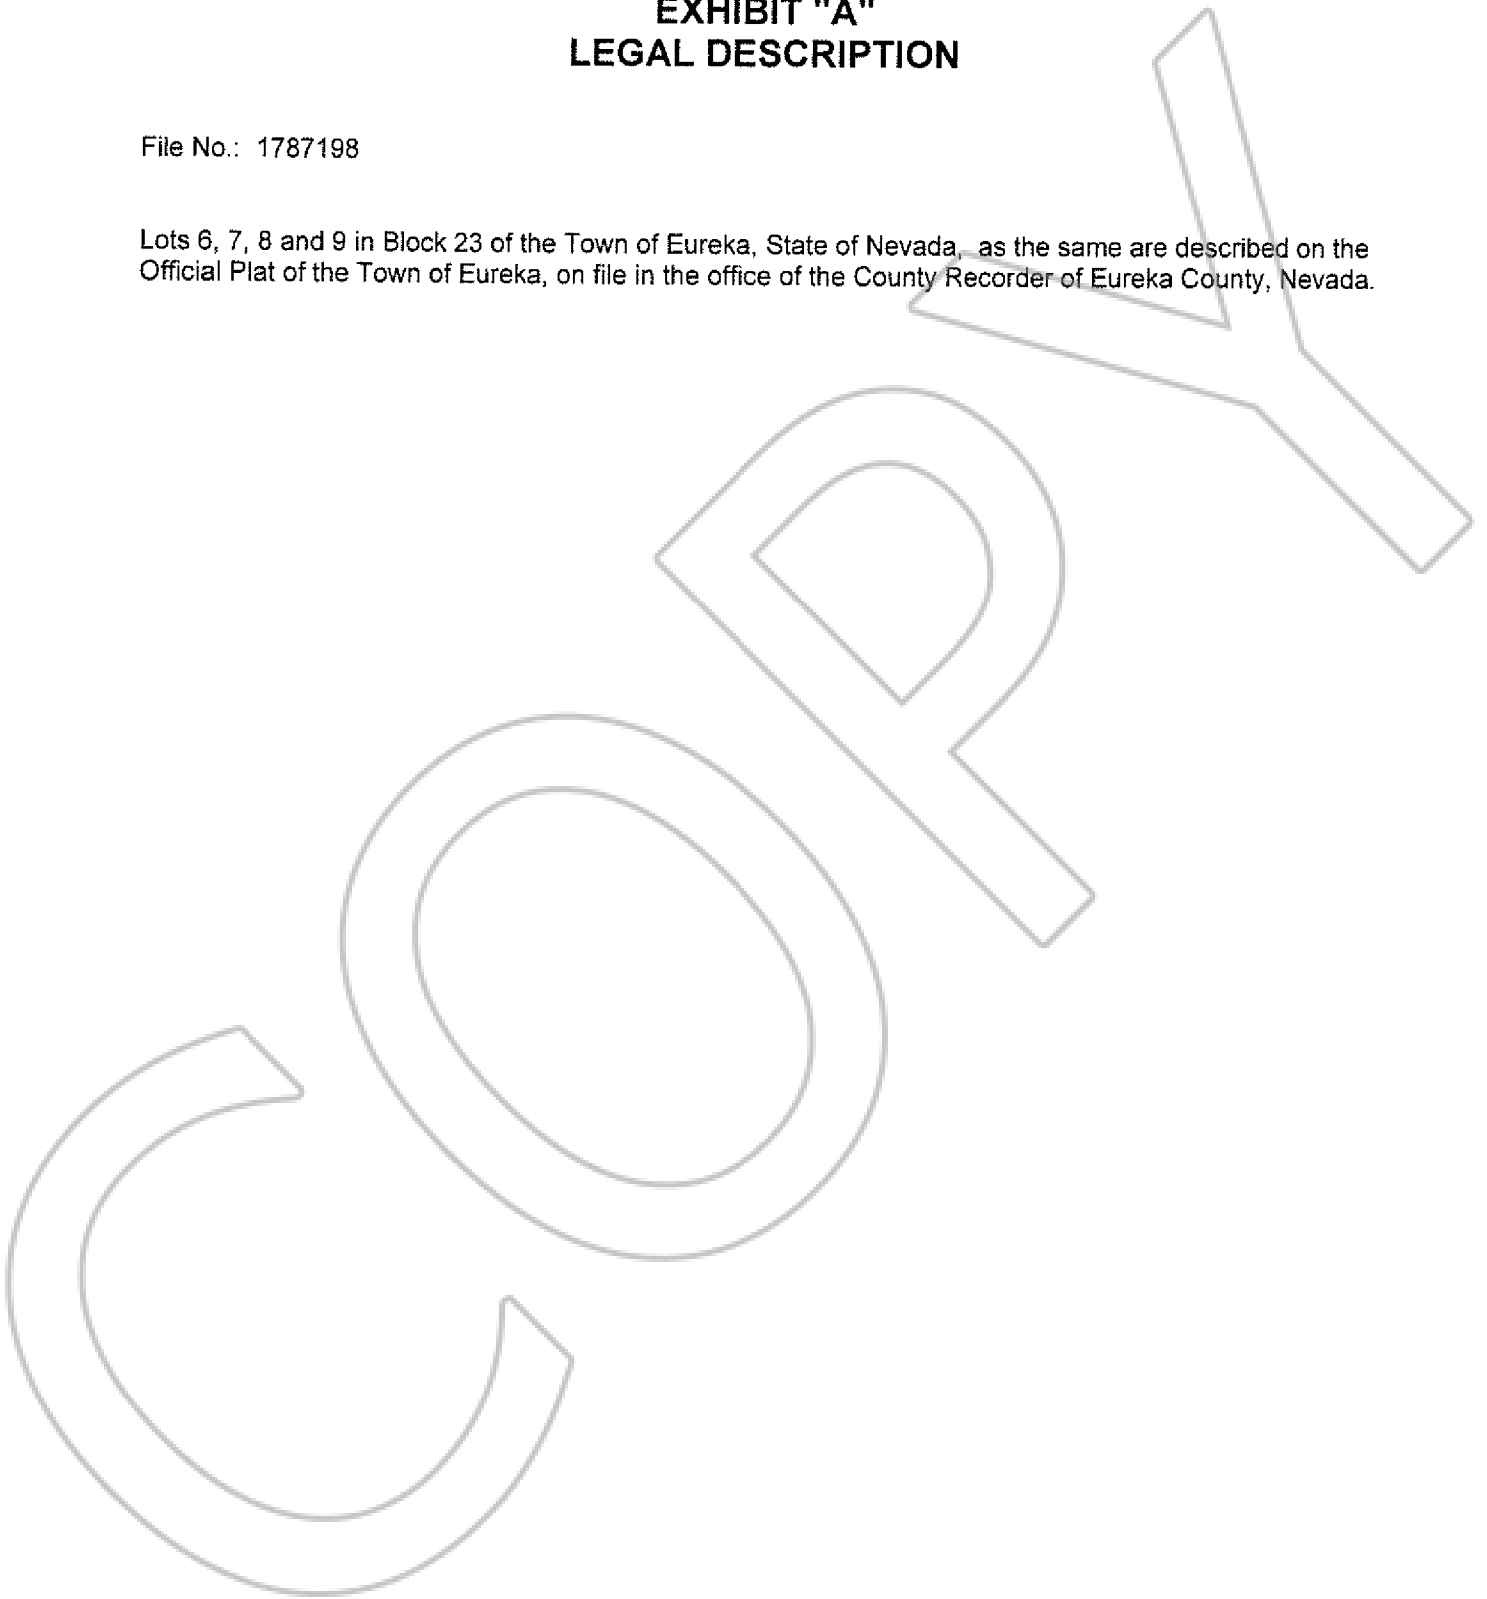 EXHIBIT "A"
LEGAL DESCRIPTION
File No.: 1787198
Lots 6, 7, 8 and 9 in Block 23 of the Town of Eureka, State of Nevada, as the same are described on the
Official Plat of the Town of Eureka, on file in the office of the County Recorder of Eureka County, Nevada.
COPY